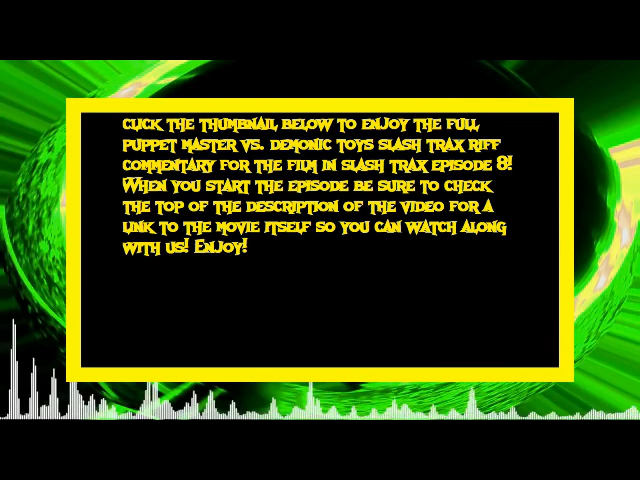 click the thumbnail below to enjoy the full
puppet master vs. demonic toys slash trax riff
commentary for the film in slash trax episode 8!
When you start the episode be sure to check
the top of the description of the video for a
link to the movie itself so you can watch along
with us! Enjoy!